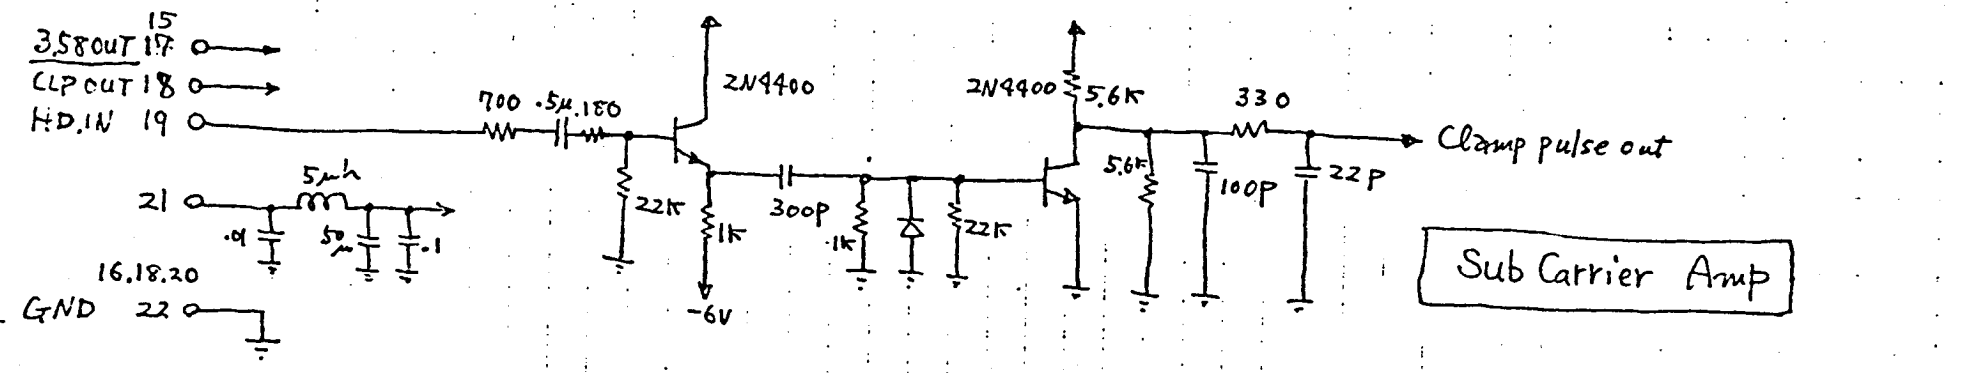 15
3.58OUT 17
CLP OUT 18
HD.IN 19
700 .5μ. 180
2N4400
22K
1K
-6V
300P
1K
22K
2N4400
5.6K
5.6K
330
100P
22P
Clamp pulse out
21
5μh
50μ
.1
16.18.20
GND 22
Sub Carrier Amp